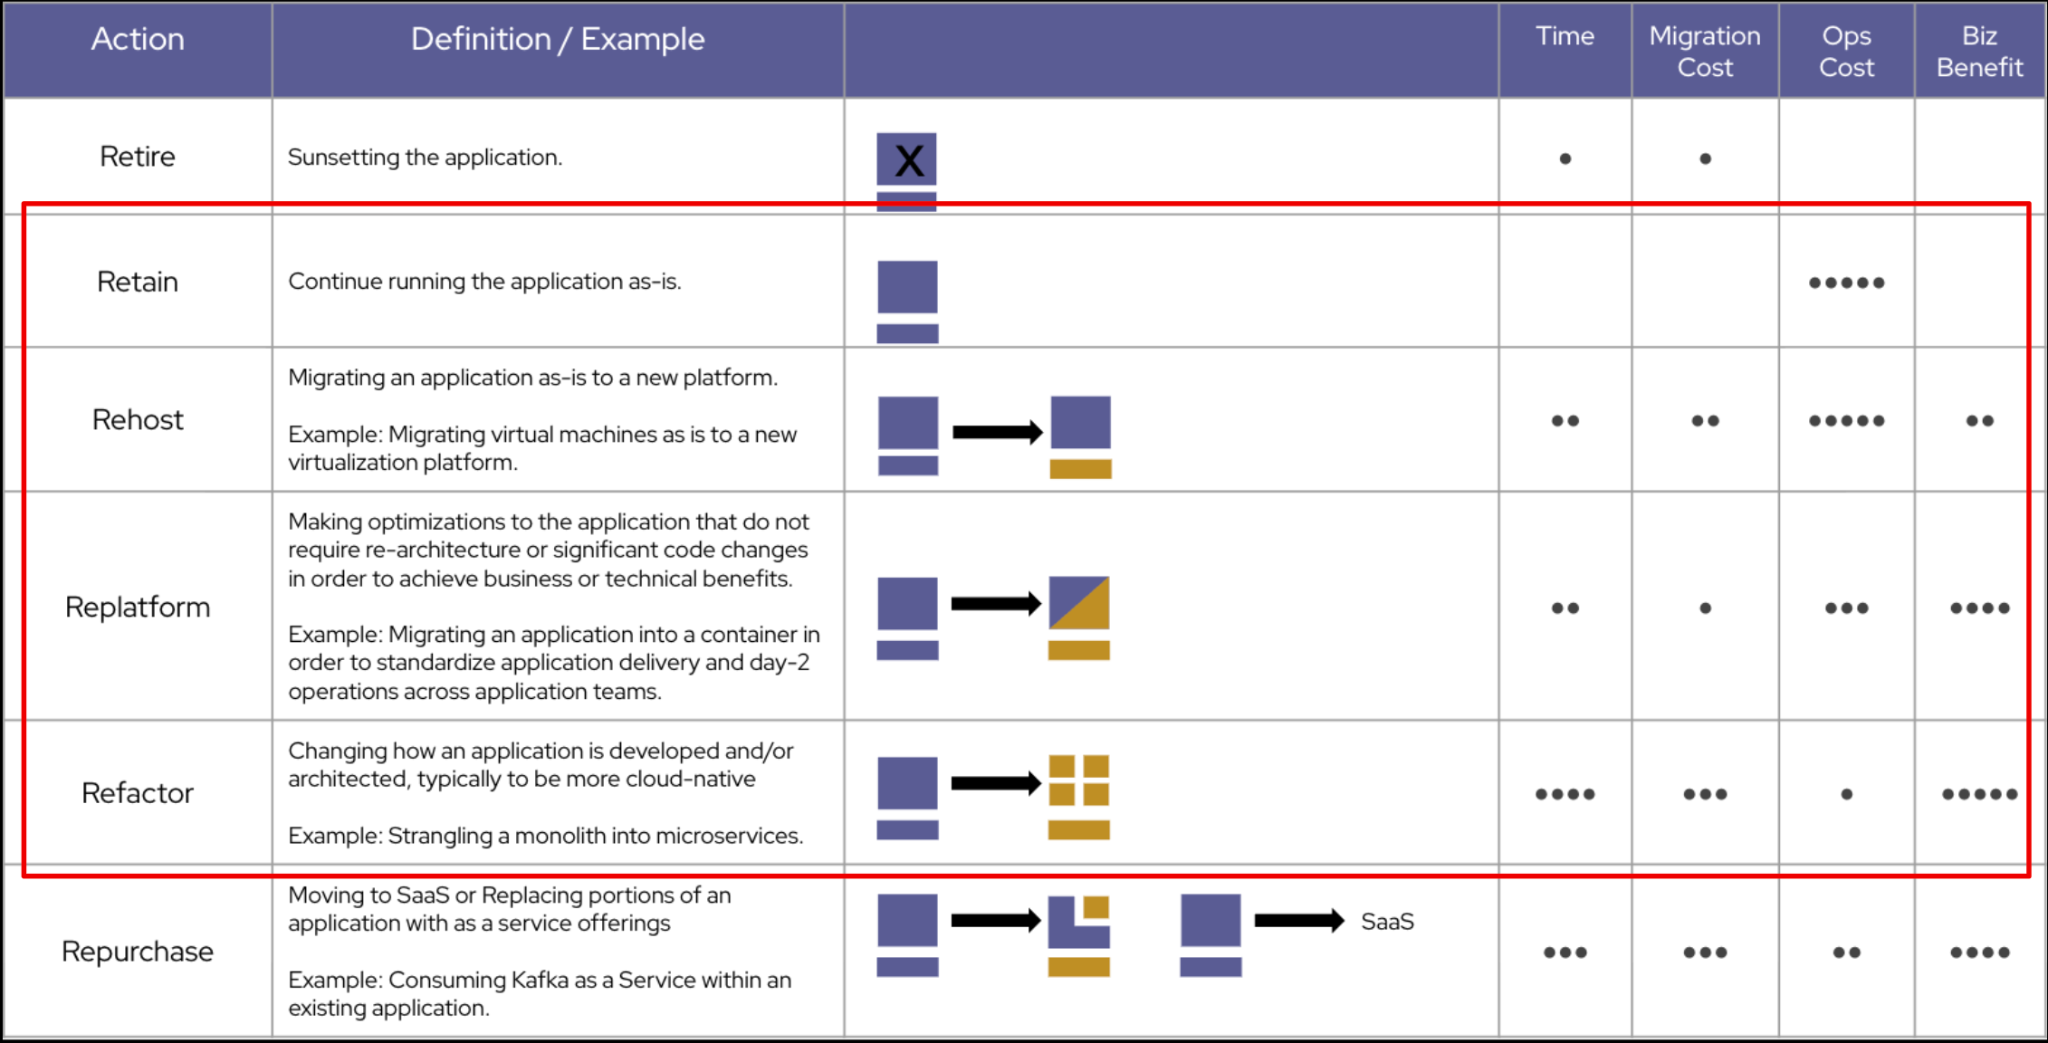 Action
Definition / Example
Time
Migration
Cost
Ops
Cost
Biz
Benefit
Retire
Sunsetting the application.
X
Retain
Continue running the application as-is.
Rehost
Migrating an application as-is to a new platform.
Example: Migrating virtual machines as is to a new
virtualization platform.
Replatform
Making optimizations to the application that do not
require re-architecture or significant code changes
in order to achieve business or technical benefits.
Example: Migrating an application into a container in
order to standardize application delivery and day-2
operations across application teams.
Refactor
Changing how an application is developed and/or
architected, typically to be more cloud-native
Example: Strangling a monolith into microservices.
Repurchase
Moving to SaaS or Replacing portions of an
application with as a service offerings
Example: Consuming Kafka as a Service within an
existing application.
SaaS